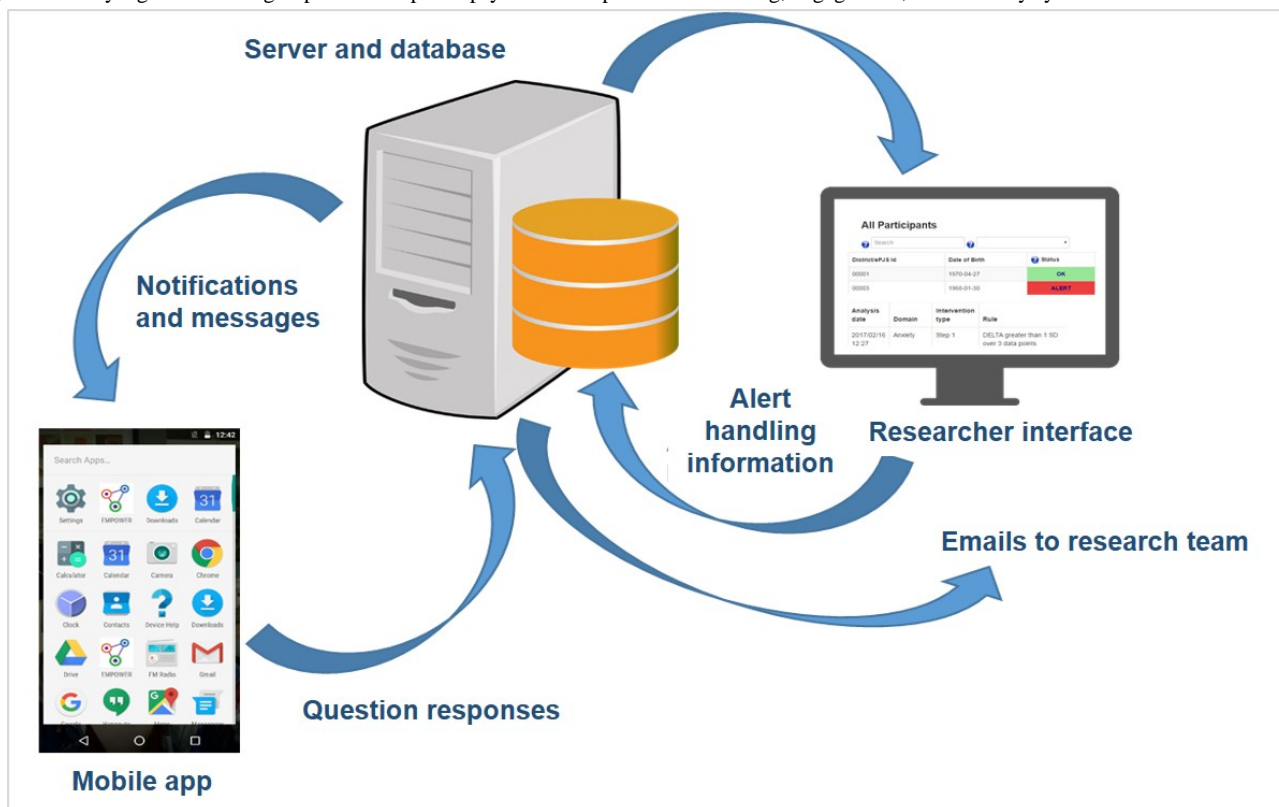 Server and database
Notifications
and messages
All Participants
Search
Date of Birth
Status
00001
1970-04-27
OK
1960-01-30
ALERT
Analysis
date
Domain
Intervention
type
Rule
2017/02/16
12:27
Anxiety
Step 1
DELTA greater than 1 SD
over 3 data points
Alert
handling
information
Researcher interface
Emails to research team
12:42
Search Apps...
Settings
EMPOWER
Downloads
Calendar
31
Calculator
Calendar
Camera
Chrome
31
Clock
Contacts
Device Help
Downloads
Drive
EMPOWER
FM Radio
Gmail
Question responses
Mobile app